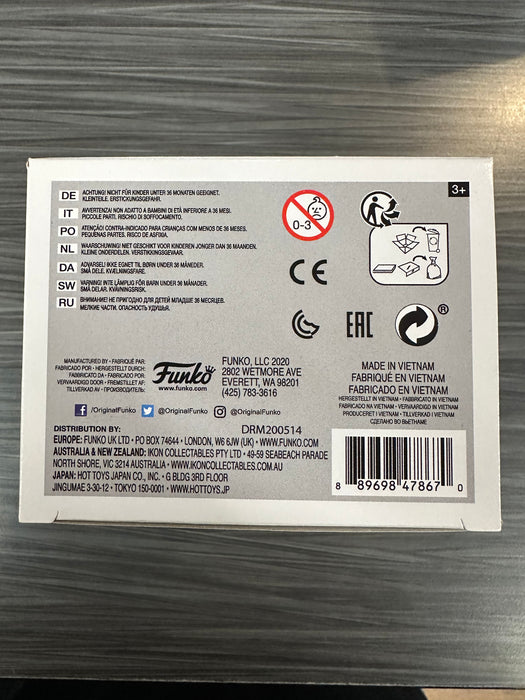 3+
DE ACHTUNG! NICHT FÜR KINDER UNTER 36 MONATEN GEEIGNET.
KLEINTEILE. ERSTICKUNGSGEFAHR.
IT AVVERTENZA! NON ADATTO A BAMBINI DI ETÀ INFERIORE A 36 MESI.
PICCOLE PARTI. RISCHIO DI SOFFOCAMENTO.
PO ATENÇÃO! CONTRA-INDICADO PARA CRIANÇAS COM MENOS DE 36 MESES.
PEQUENAS PARTES. RISCO DE ASFIXIA.
NL WAARSCHUWING! NIET GESCHIKT VOOR KINDEREN JONGER DAN 36 MAANDEN.
KLEINE ONDERDELEN. VERSTIKKINGSGEVAAR.
DA ADVARSEL! IKKE EGNET TIL BØRN UNDER 36 MÅNEDER.
SMÅ DELE. KVÆLNINGSFARE.
SW VARNING! INTE LÄMPLIG FÖR BARN UNDER 36 MÅNADER.
SMÅ DELAR. KVÄVNINGSRISK.
RU ВНИМАНИЕ! НЕ ПРИГОДНО ДЛЯ ДЕТЕЙ МЛАДШЕ 36 МЕСЯЦЕВ.
МЕЛКИЕ ЧАСТИ. ОПАСНОСТЬ УДУШЬЯ.
0-3
CE
EAC
®
MANUFACTURED BY • FABRIQUÉ PAR:
FABRICADO POR • HERGESTELLT DURCH:
FABBRICATO DA • FABRICADO POR:
VERVAARDIGD DOOR • FREMSTILLET AF:
TILLVERKAD AV • ПРОИЗВОДИТЕЛЬ:
Funko
www.funko.com
FUNKO, LLC 2020
2802 WETMORE AVE
EVERETT, WA 98201
(425) 783-3616
/OriginalFunko @OriginalFunko @OriginalFunko
MADE IN VIETNAM
FABRIQUÉ EN VIETNAM
FABRICADO EN VIETNAM
HERGESTELLT IN VIETNAM • FABBRICATO IN VIETNAM
FABRICADO NA VIETNAM • VERVAARDIGD IN VIETNAM
PRODUCERET I VIETNAM • TILLVERKAD I VIETNAM
СДЕЛАНО ВО ВЬЕТНАМЕ
DISTRIBUTION BY: DRM200514
EUROPE: FUNKO UK LTD • PO BOX 74644 • LONDON, W6 6JW (UK) • WWW.FUNKO.COM
AUSTRALIA & NEW ZEALAND: IKON COLLECTABLES PTY LTD • 49-59 SEABEACH PARADE
NORTH SHORE, VIC 3214 AUSTRALIA • WWW.IKONCOLLECTABLES.COM.AU
JAPAN: HOT TOYS JAPAN CO., INC. • G BLDG 3RD FLOOR
JINGUMAE 3-30-12 • TOKYO 150-0001 • WWW.HOTTOYS.JP
8 89698 47867 0